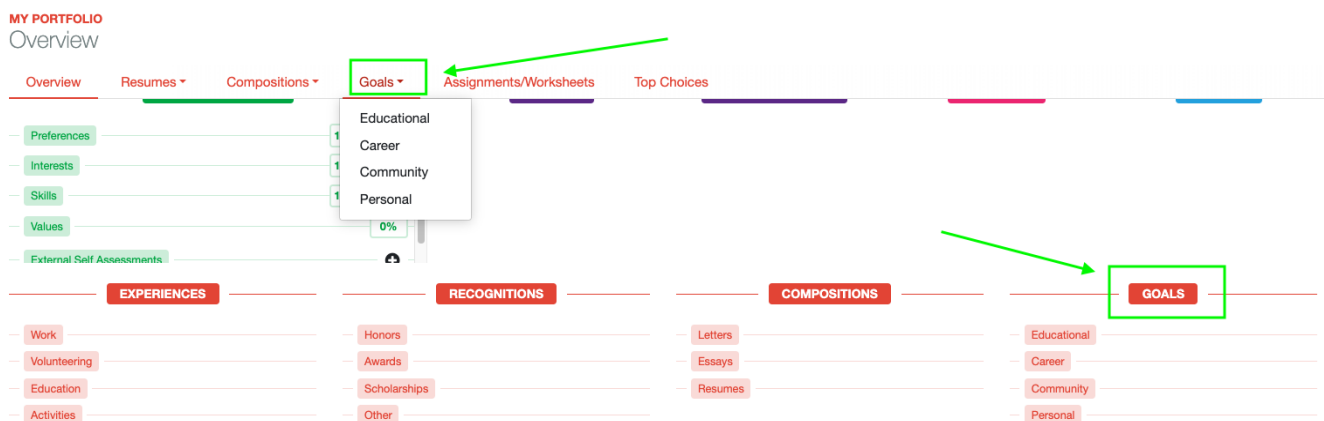 MY PORTFOLIO
Overview
Overview Resumes Compositions Goals Assignments/Worksheets Top Choices
Educational
Career
Community
Personal
Preferences
Interests
Skills
Values 0%
External Self Assessments
EXPERIENCES RECOGNITIONS COMPOSITIONS GOALS
Work Honors Letters Educational
Volunteering Awards Essays Career
Education Scholarships Resumes Community
Activities Other Personal